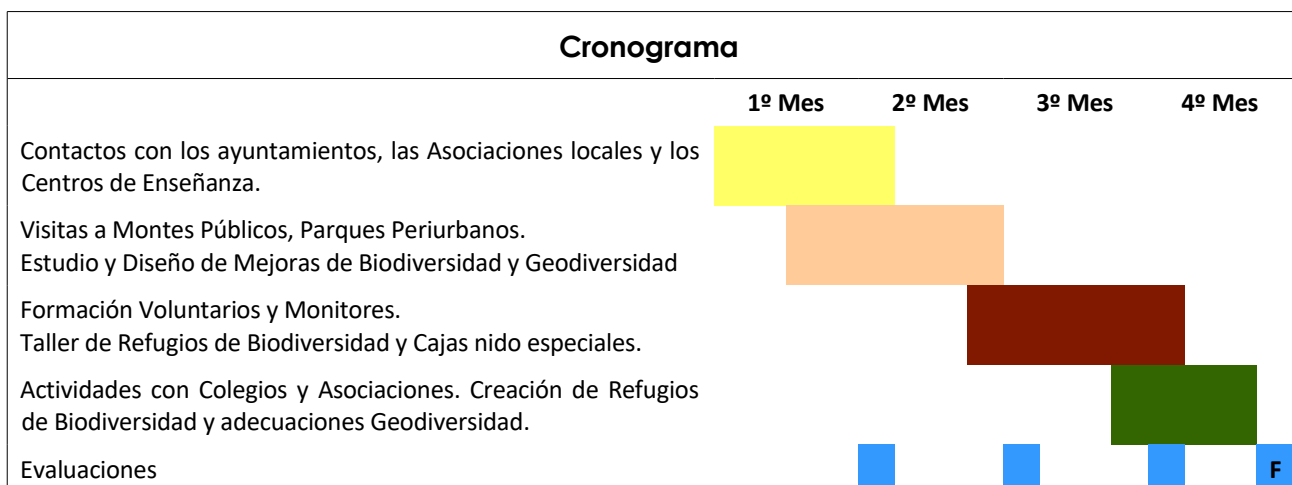 Cronograma
1º Mes 2º Mes 3º Mes 4º Mes
Contactos con los ayuntamientos, las Asociaciones locales y los
Centros de Enseñanza.
Visitas a Montes Públicos, Parques Periurbanos.
Estudio y Diseño de Mejoras de Biodiversidad y Geodiversidad
Formación Voluntarios y Monitores.
Taller de Refugios de Biodiversidad y Cajas nido especiales.
Actividades con Colegios y Asociaciones. Creación de Refugios
de Biodiversidad y adecuaciones Geodiversidad.
Evaluaciones F